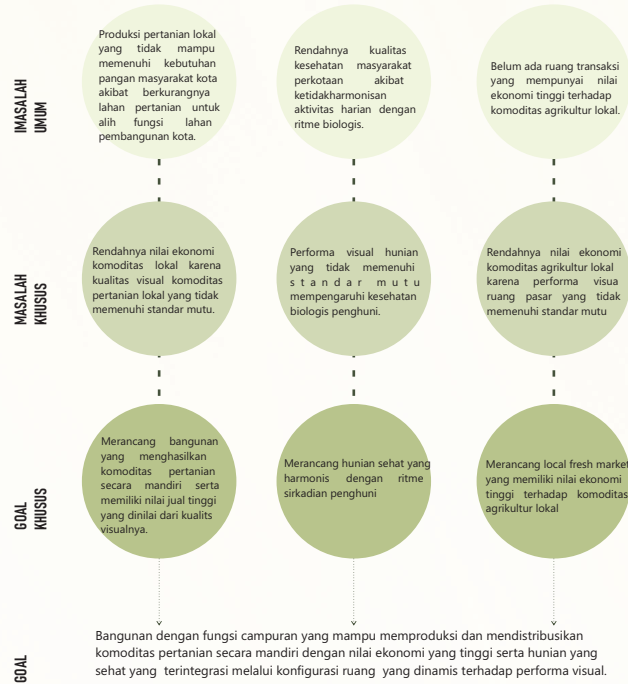 IMASALAH
UMUM
Produksi pertanian lokal
yang tidak mampu
memenuhi kebutuhan
pangan masyarakat kota
akibat berkurangnya
lahan pertanian untuk
alih fungsi lahan
pembangunan kota.
Rendahnya kualitas
kesehatan masyarakat
perkotaan akibat
ketidakharmonisan
aktivitas harian dengan
ritme biologis.
Belum ada ruang transaksi
yang mempunyai nilai
ekonomi tinggi terhadap
komoditas agrikultur lokal.
MASALAH
KHUSUS
Rendahnya nilai ekonomi
komoditas lokal karena
kualitas visual komoditas
pertanian lokal yang tidak
memenuhi standar mutu.
Performa visual hunian
yang tidak memenuhi
standar mutu
mempengaruhi kesehatan
biologis penghuni.
Rendahnya nilai ekonomi
komoditas agrikultur lokal
karena performa visua
ruang pasar yang tidak
memenuhi standar mutu
GOAL
KHUSUS
Merancang bangunan
yang menghasilkan
komoditas pertanian
secara mandiri serta
memiliki nilai jual tinggi
yang dinilai dari kualits
visualnya.
Merancang hunian sehat yang
harmonis dengan ritme
sirkadian penghuni
Merancang local fresh market
yang memiliki nilai ekonomi
tinggi terhadap komoditas
agrikultur lokal
GOAL
Bangunan dengan fungsi campuran yang mampu memproduksi dan mendistribusikan
komoditas pertanian secara mandiri dengan nilai ekonomi yang tinggi serta hunian yang
sehat yang terintegrasi melalui konfigurasi ruang yang dinamis terhadap performa visual.